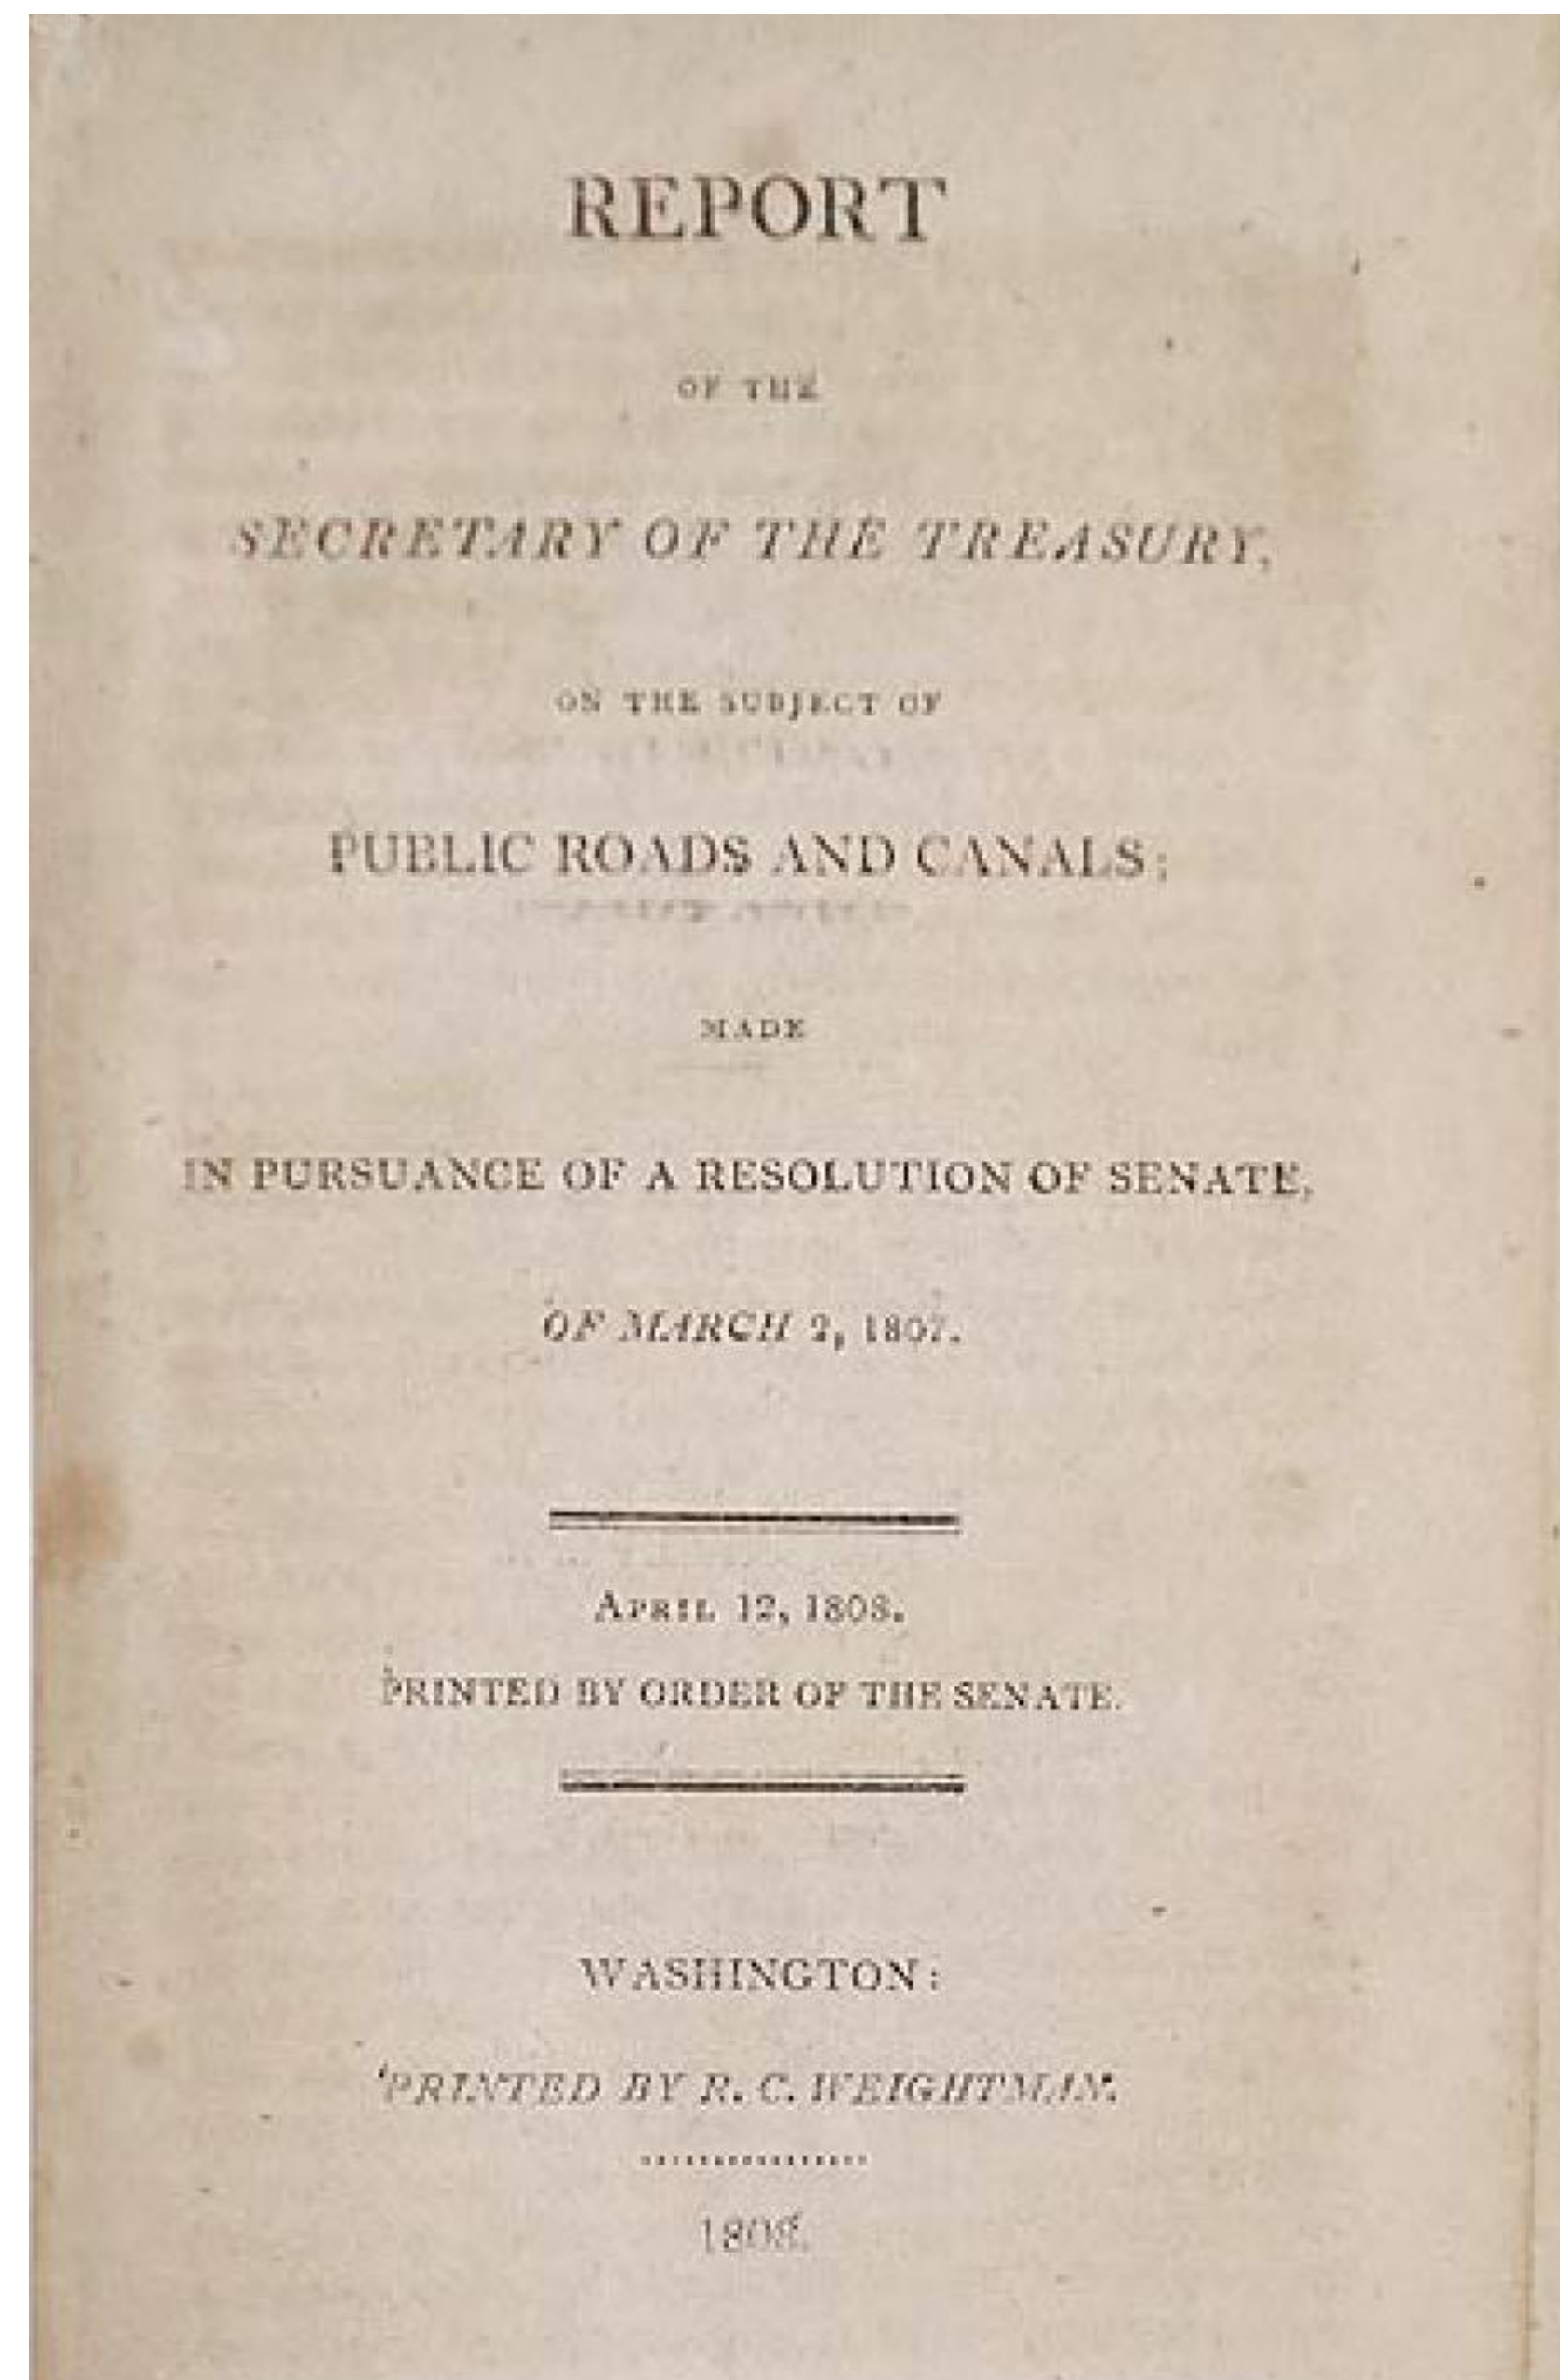 REPORT
OF THE
SECRETARY OF THE TREASURY,
ON THE SUBJECT OF
PUBLIC ROADS AND CANALS;
MADE
IN PURSUANCE OF A RESOLUTION OF SENATE,
OF MARCH 2, 1807.
APRIL 12, 1808.
PRINTED BY ORDER OF THE SENATE.
WASHINGTON:
PRINTED BY R. C. WEIGHTMAN.
1808.